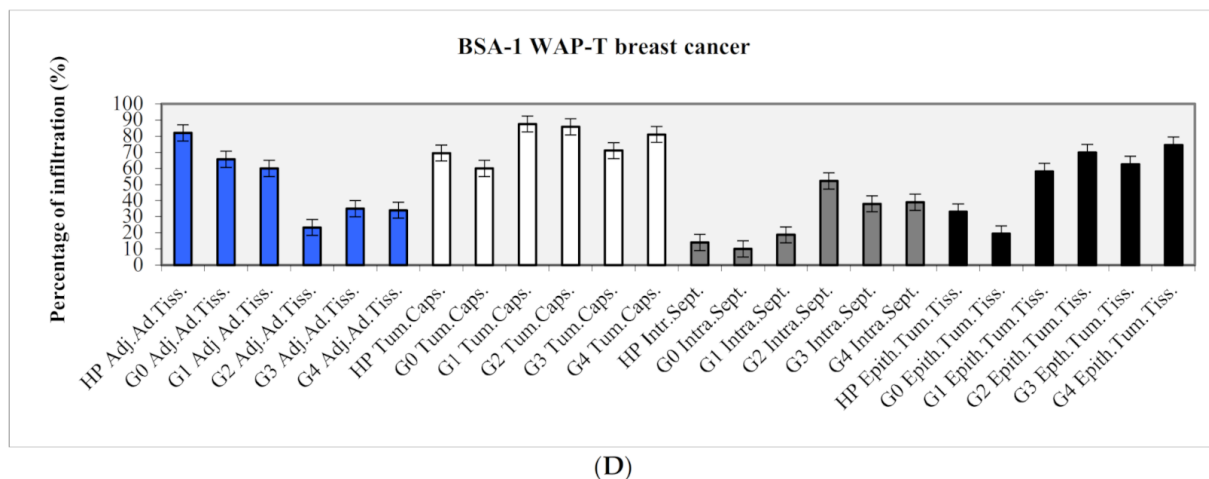 BSA-1 WAP-T breast cancer
Percentage of infiltration (%)
100
90
80
70
60
50
40
30
20
10
0
HP Adj.Ad.Tiss.
G0 Adj.Ad.Tiss.
G1 Adj Ad.Tiss.
G2 Adj.Ad.Tiss.
G3 Adj.Ad.Tiss.
G4 Adj.Ad.Tiss.
HP Tum.Caps.
G0 Tum.Caps.
G1 Tum.Caps.
G2 Tum.Caps.
G3 Tum.Caps.
G4 Tum.Caps.
HP Intr.Sept.
G0 Intra.Sept.
G1 Intra.Sept.
G2 Intra.Sept.
G3 Intra.Sept.
G4 Intra.Sept.
HP Epith.Tum.Tiss.
G0 Epith.Tum.Tiss.
G1 Epith.Tum.Tiss.
G2 Epith.Tum.Tiss.
G3 Epth.Tum.Tiss.
G4 Epith.Tum.Tiss.
(D)